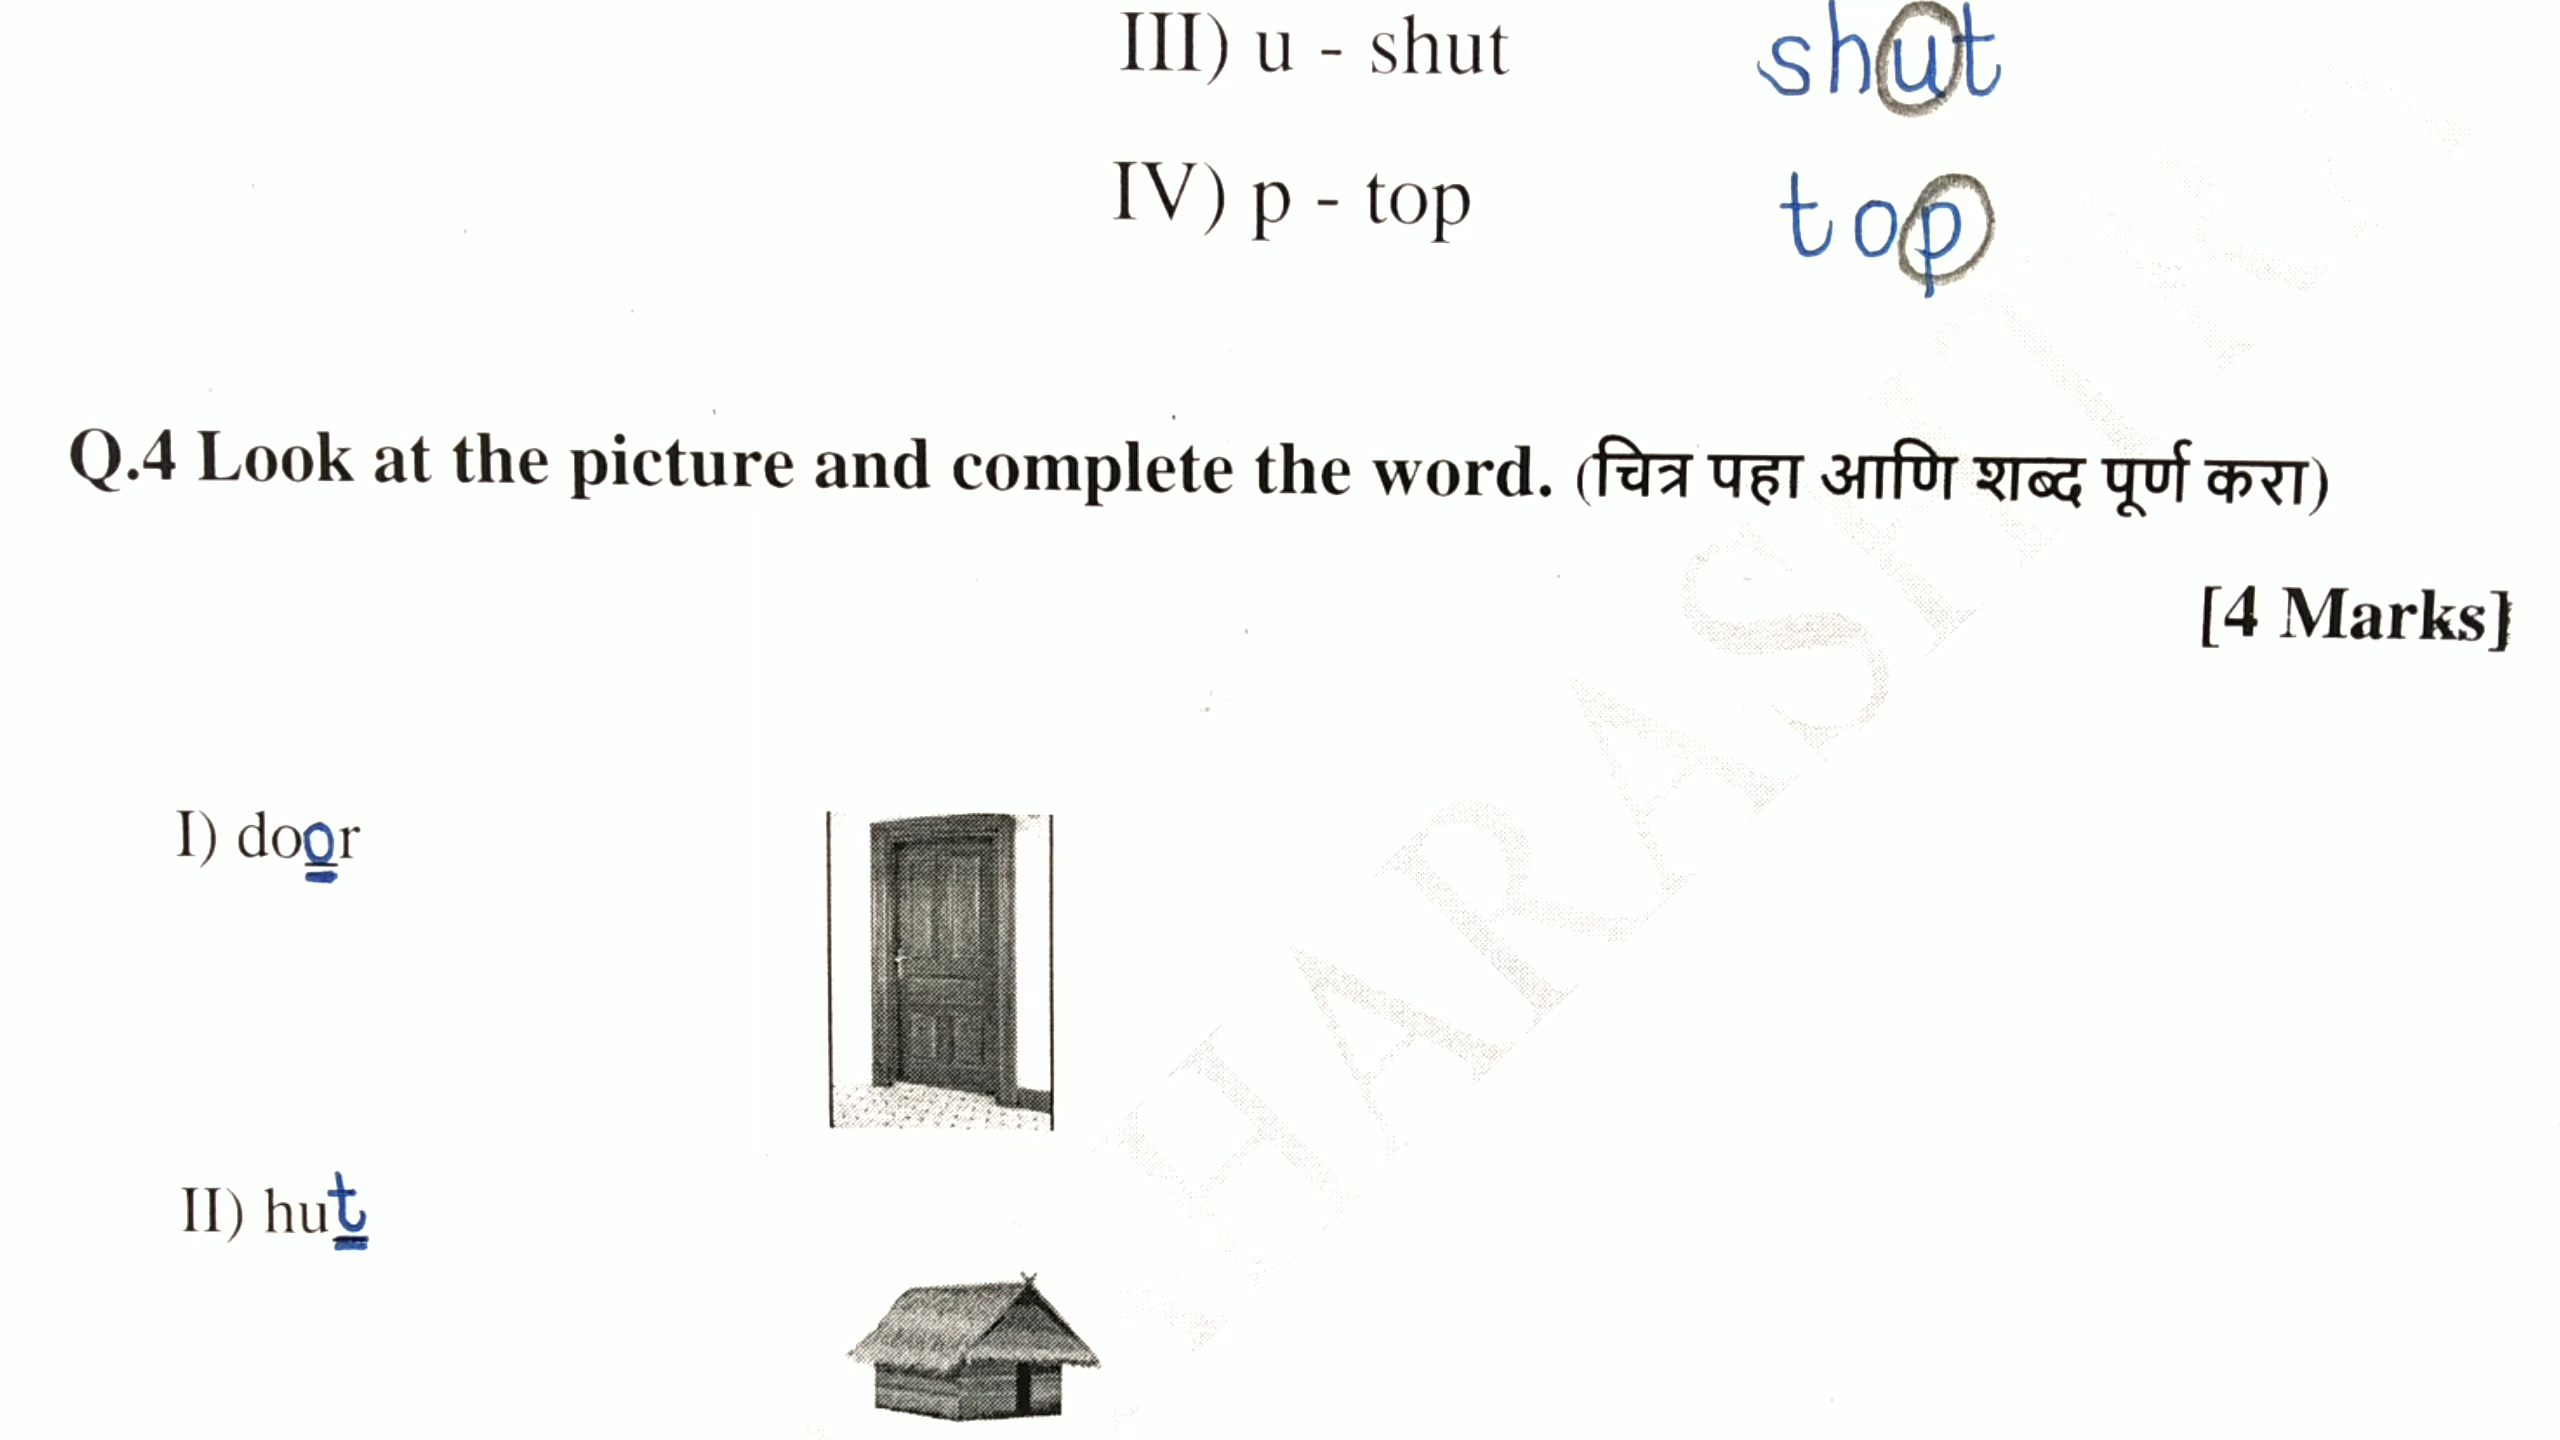 III) u - shut shut
IV) p - top top
Q.4 Look at the picture and complete the word. (चित्र पहा आणि शब्द पूर्ण करा)
[4 Marks]
I) door
II) hut